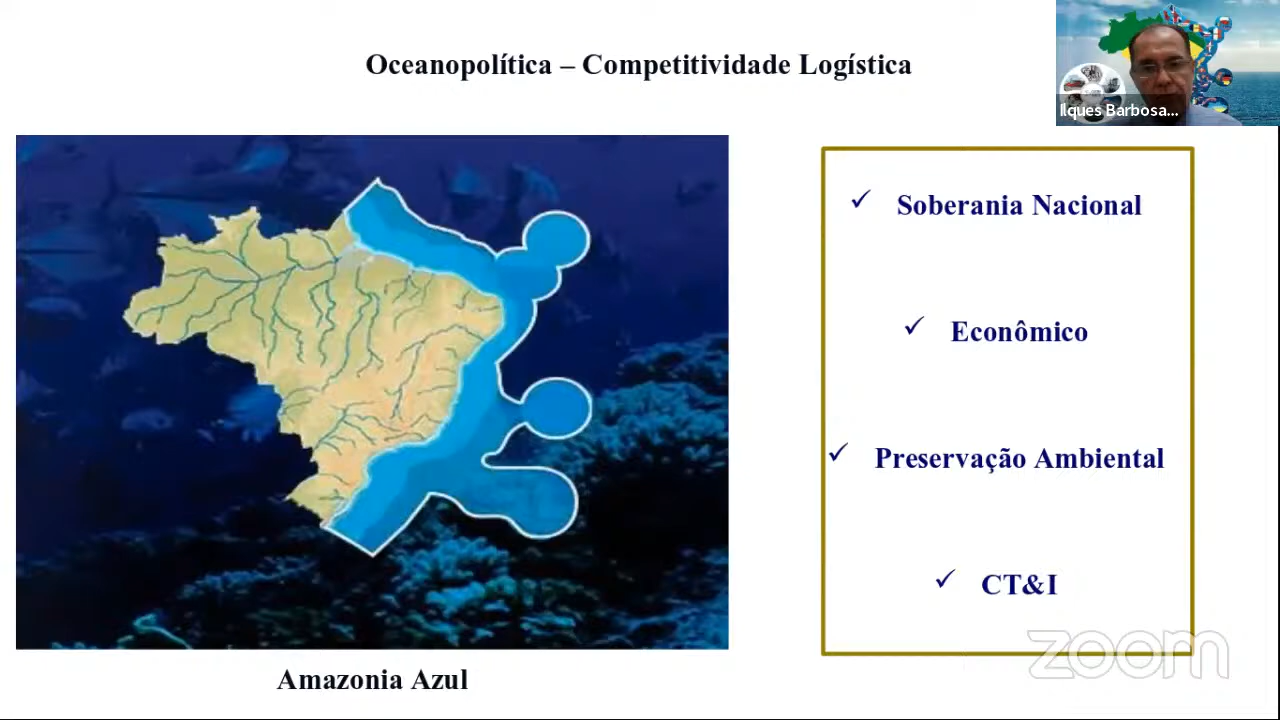 Oceanopolítica – Competitividade Logística
Ilques Barbosa...
Soberania Nacional
Econômico
Preservação Ambiental
CT&I
zoom
Amazonia Azul